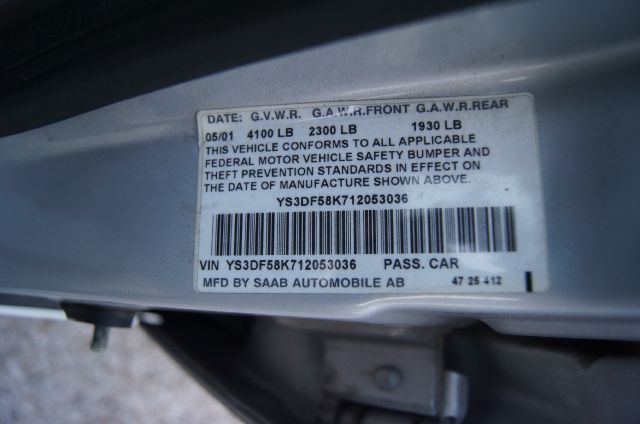 DATE: G.V.W.R. G.A.W.R.FRONT G.A.W.R.REAR
05/01 4100 LB 2300 LB 1930 LB
THIS VEHICLE CONFORMS TO ALL APPLICABLE
FEDERAL MOTOR VEHICLE SAFETY BUMPER AND
THEFT PREVENTION STANDARDS IN EFFECT ON
THE DATE OF MANUFACTURE SHOWN ABOVE.
YS3DF58K712053036
VIN YS3DF58K712053036 PASS. CAR
MFD BY SAAB AUTOMOBILE AB 47 25 412